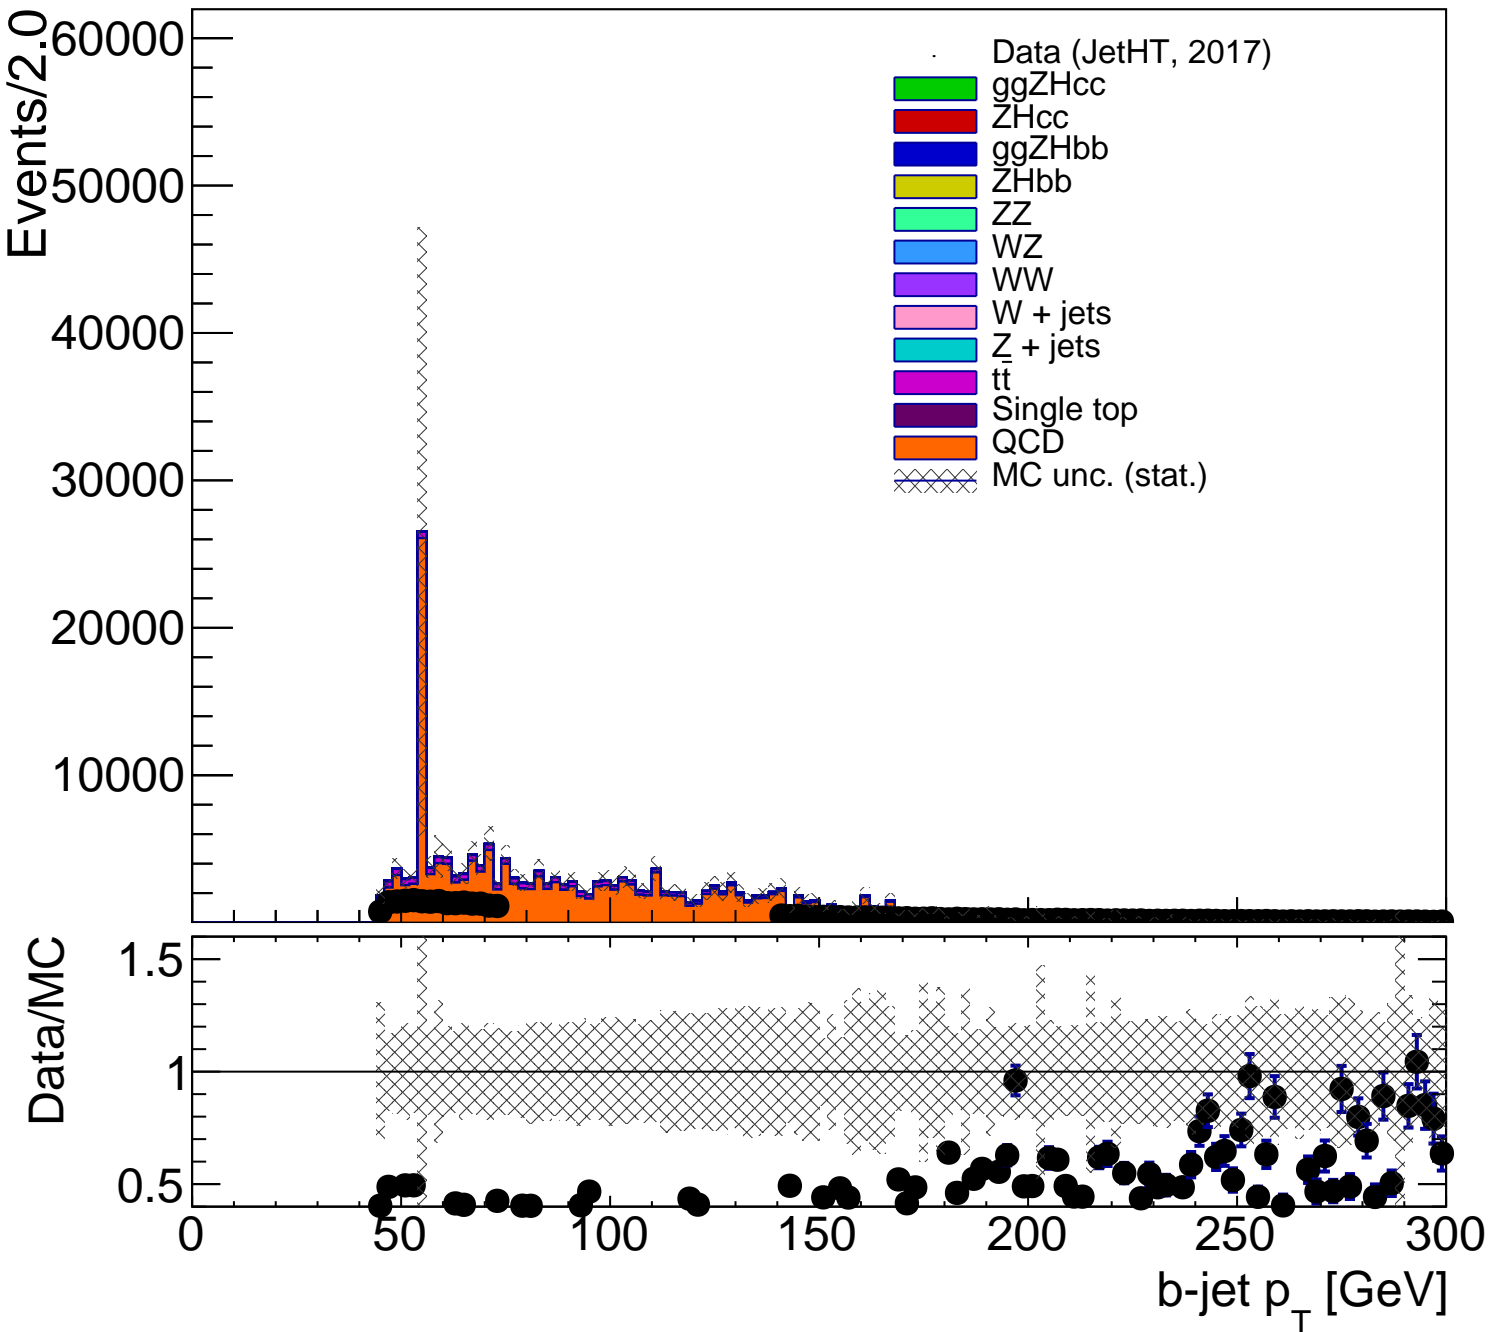 Events/2.0
60000
50000
40000
30000
20000
10000
Data (JetHT, 2017)
ggZHcc
ZHcc
ggZHbb
ZHbb
ZZ
WZ
WW
W + jets
Z + jets
tt̄
Single top
QCD
MC unc. (stat.)
Data/MC
1.5
1
0.5
0 50 100 150 200 250 300
b-jet p_T [GeV]